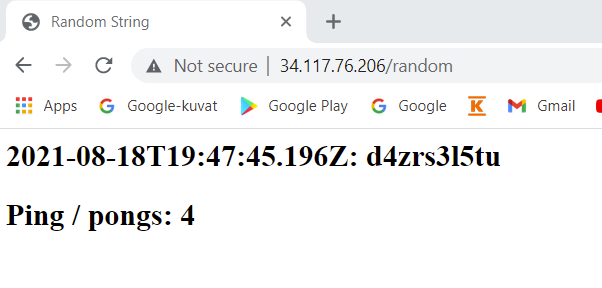 Random String
Not secure | 34.117.76.206/random
Apps Google-kuvat Google Play Google K Gmail
2021-08-18T19:47:45.196Z: d4zrs3l5tu
Ping / pongs: 4